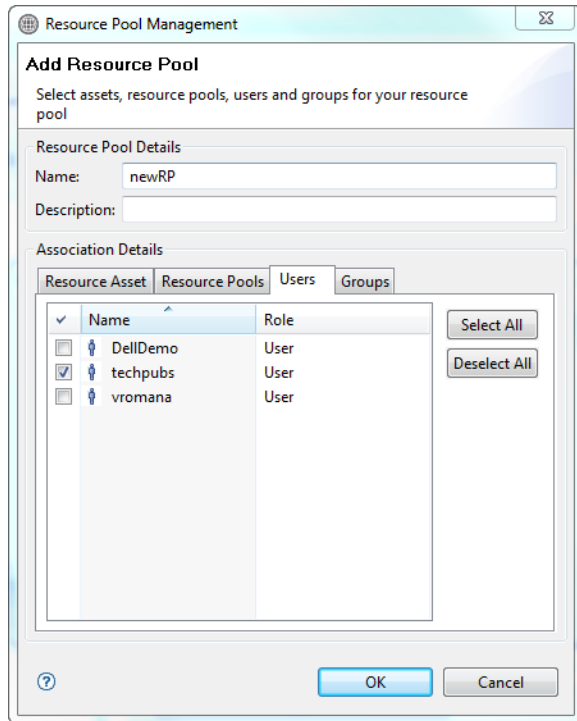 Resource Pool Management
Add Resource Pool
Select assets, resource pools, users and groups for your resource
pool
Resource Pool Details
Name: newRP
Description:
Association Details
Resource Asset Resource Pools Users Groups
Name Role
DellDemo User
techpubs User
vromana User
Select All
Deselect All
? OK Cancel